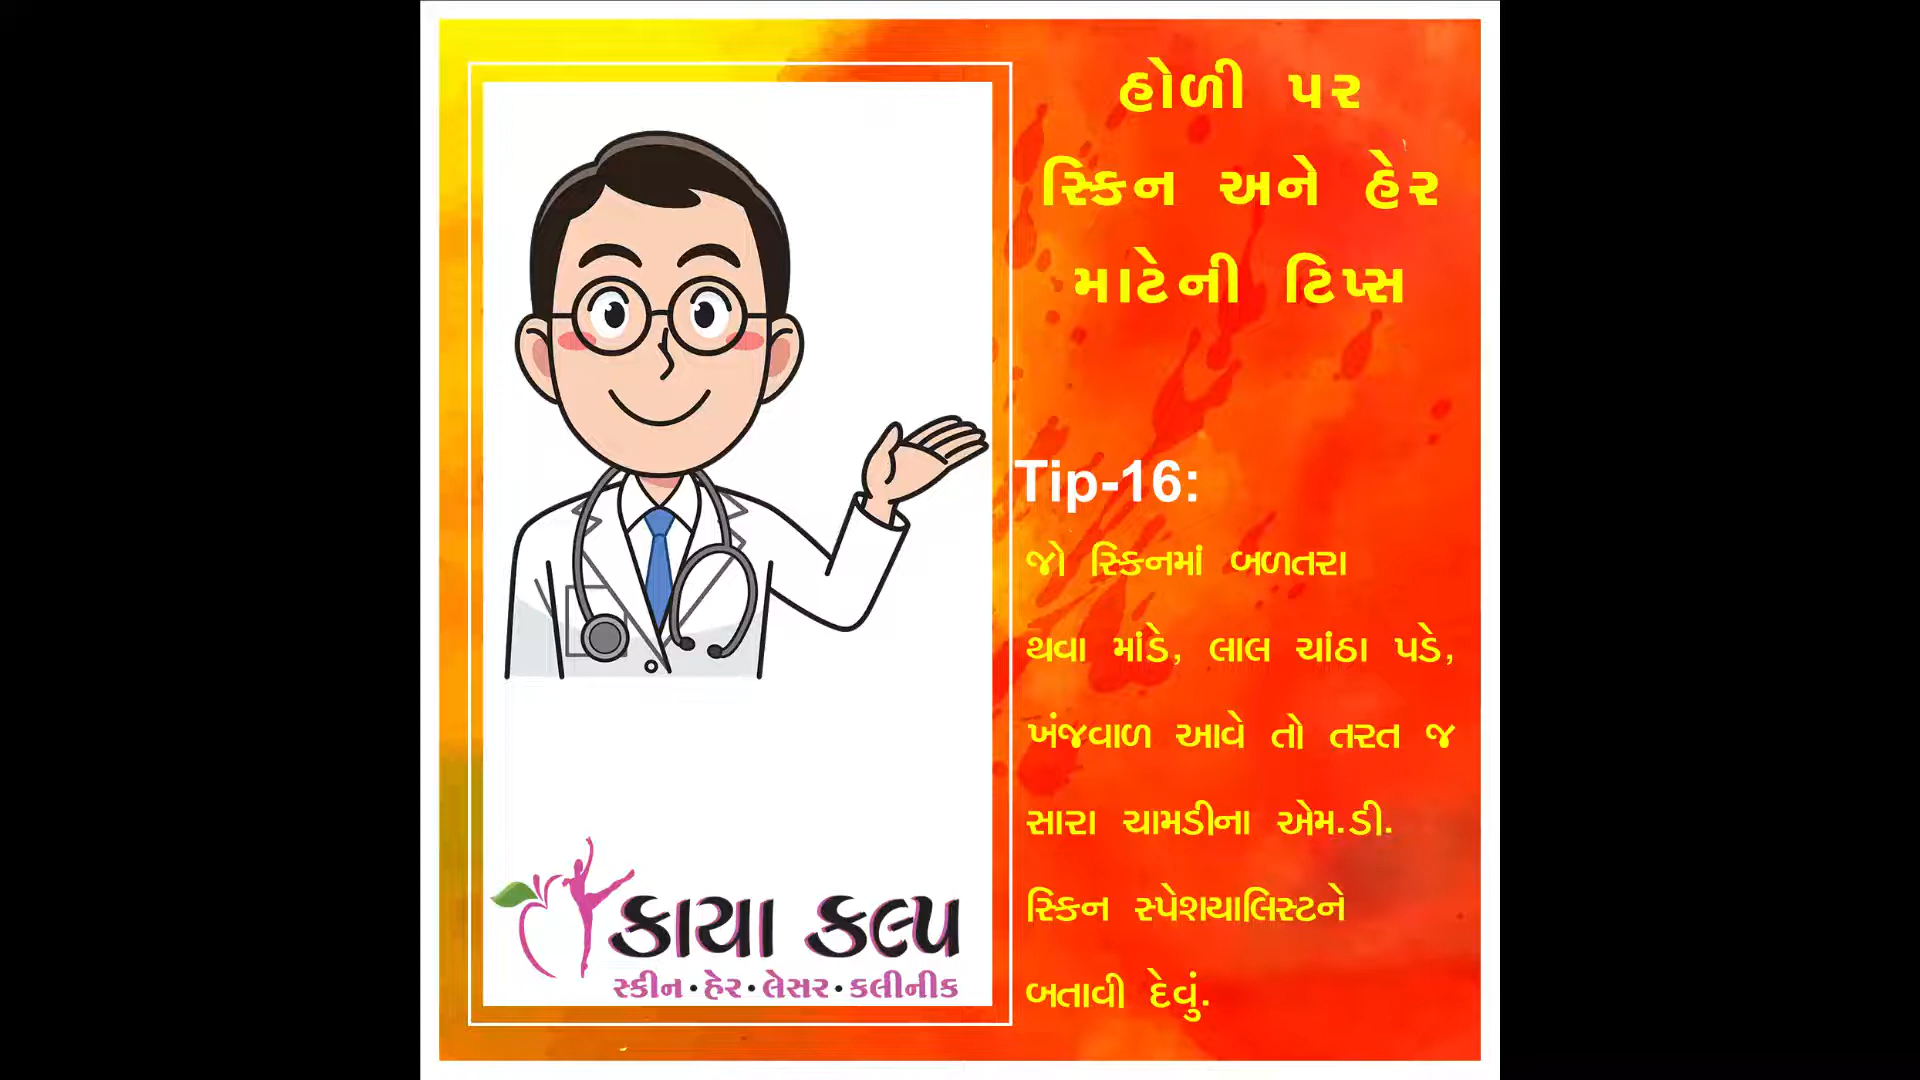 હોળી પર
સ્કિન અને હેર
માટેની ટિપ્સ
Tip-16:
જો સ્કિનમાં બળતરા
થવા માંડે, લાલ ચાંઠા પડે,
ખંજવાળ આવે તો તરત જ
સારા ચામડીના એમ.ડી.
સ્કિન સ્પેશયાલિસ્ટને
બતાવી દેવું.
કાયા કલ્પ
સ્કીન • હેર • લેસર • કલીનીક